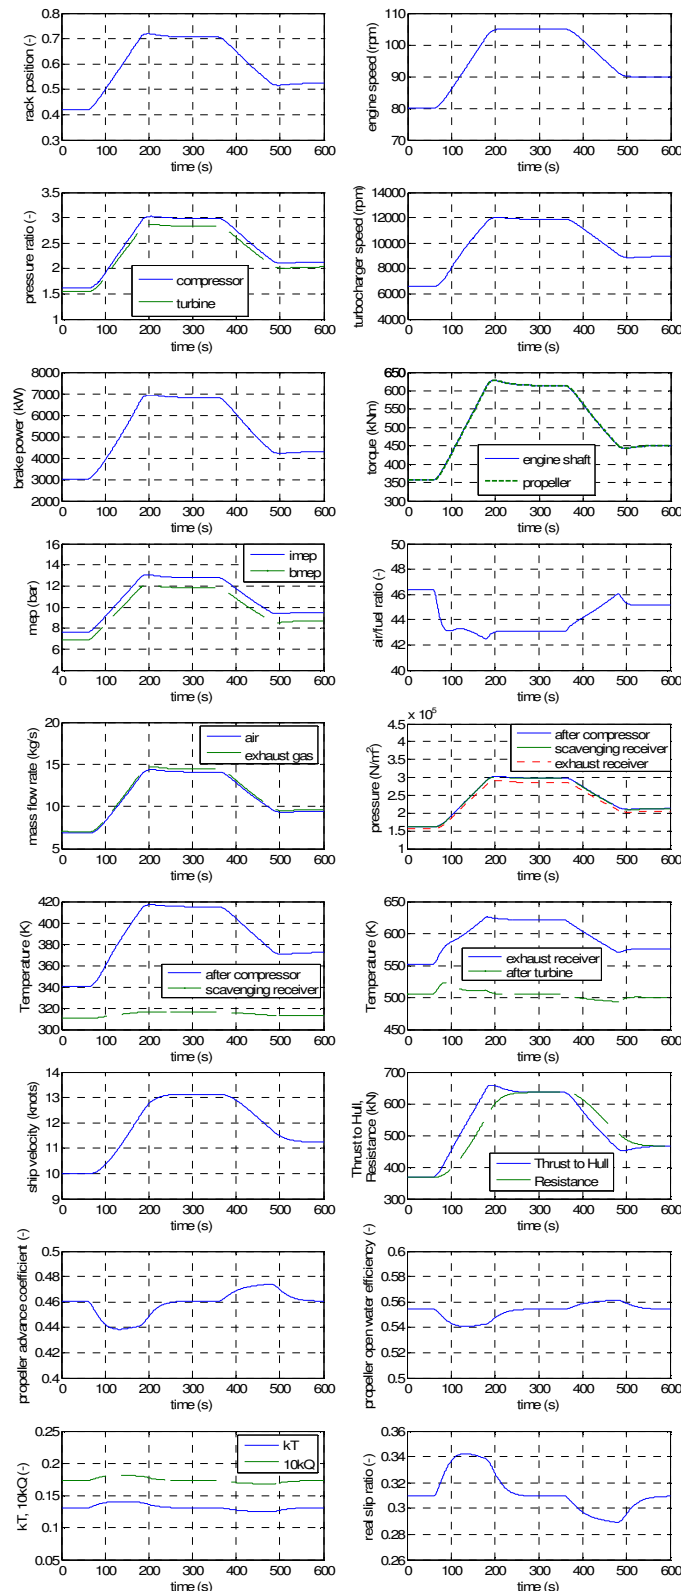 0.8
0.7
0.6
0.5
0.4
0.3
rack position (-)
0 100 200 300 400 500 600
time (s)
110
100
90
80
70
engine speed (rpm)
0 100 200 300 400 500 600
time (s)
3.5
3
2.5
2
1.5
1
pressure ratio (-)
compressor
turbine
0 100 200 300 400 500 600
time (s)
14000
12000
10000
8000
6000
4000
turbocharger speed (rpm)
0 100 200 300 400 500 600
time (s)
8000
7000
6000
5000
4000
3000
2000
brake power (kW)
0 100 200 300 400 500 600
time (s)
650
600
550
500
450
400
350
300
torque (kNm)
engine shaft
propeller
0 100 200 300 400 500 600
time (s)
16
14
12
10
8
6
4
mep (bar)
imep
bmep
0 100 200 300 400 500 600
time (s)
50
48
46
44
42
40
air/fuel ratio (-)
0 100 200 300 400 500 600
time (s)
20
15
10
5
mass flow rate (kg/s)
air
exhaust gas
0 100 200 300 400 500 600
time (s)
x 10⁵
4.5
4
3.5
3
2.5
2
1.5
1
pressure (N/m²)
after compressor
scavenging receiver
exhaust receiver
0 100 200 300 400 500 600
time (s)
420
400
380
360
340
320
300
Temperature (K)
after compressor
scavenging receiver
0 100 200 300 400 500 600
time (s)
650
600
550
500
450
Temperature (K)
exhaust receiver
after turbine
0 100 200 300 400 500 600
time (s)
14
13
12
11
10
9
ship velocity (knots)
0 100 200 300 400 500 600
time (s)
700
600
500
400
300
Thrust to Hull,
Resistance (kN)
Thrust to Hull
Resistance
0 100 200 300 400 500 600
time (s)
0.5
0.48
0.46
0.44
0.42
0.4
propeller advance coefficient (-)
0 100 200 300 400 500 600
time (s)
0.6
0.58
0.56
0.54
0.52
0.5
propeller open water efficiency (-)
0 100 200 300 400 500 600
time (s)
0.25
0.2
0.15
0.1
0.05
kT, 10kQ (-)
kT
10kQ
0 100 200 300 400 500 600
time (s)
0.36
0.34
0.32
0.3
0.28
0.26
real slip ratio (-)
0 100 200 300 400 500 600
time (s)